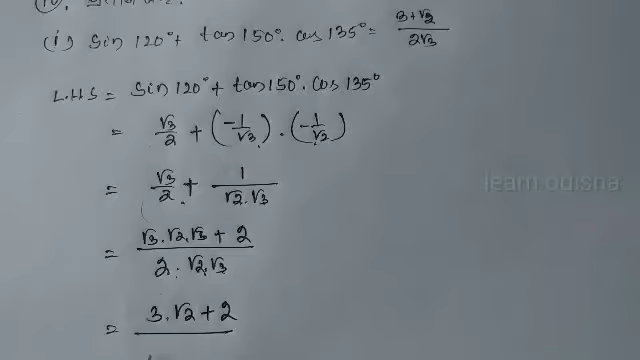 (i) Sin 120° + tan 150°. cos 135° = 3+√2 / 2√3
L.H.S = Sin 120° + tan 150°. cos 135°
= √3/2 + (-1/√3) . (-1/√2)
= √3/2 + 1/√2.√3
= √3.√2.√3 + 2 / 2.√2.√3
= 3.√2 + 2
learn.odisha